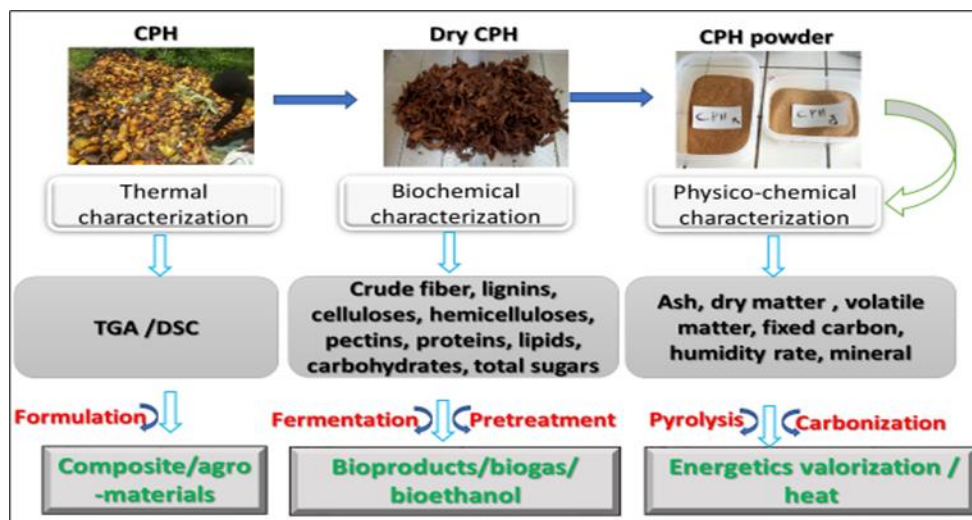 CPH
Dry CPH
CPH powder
CPH
CPH
Thermal
characterization
Biochemical
characterization
Physico-chemical
characterization
TGA /DSC
Crude fiber, lignins,
celluloses, hemicelluloses,
pectins, proteins, lipids,
carbohydrates, total sugars
Ash, dry matter , volatile
matter, fixed carbon,
humidity rate, mineral
Formulation
Fermentation
Pretreatment
Pyrolysis
Carbonization
Composite/agro
-materials
Bioproducts/biogas/
bioethanol
Energetics valorization /
heat